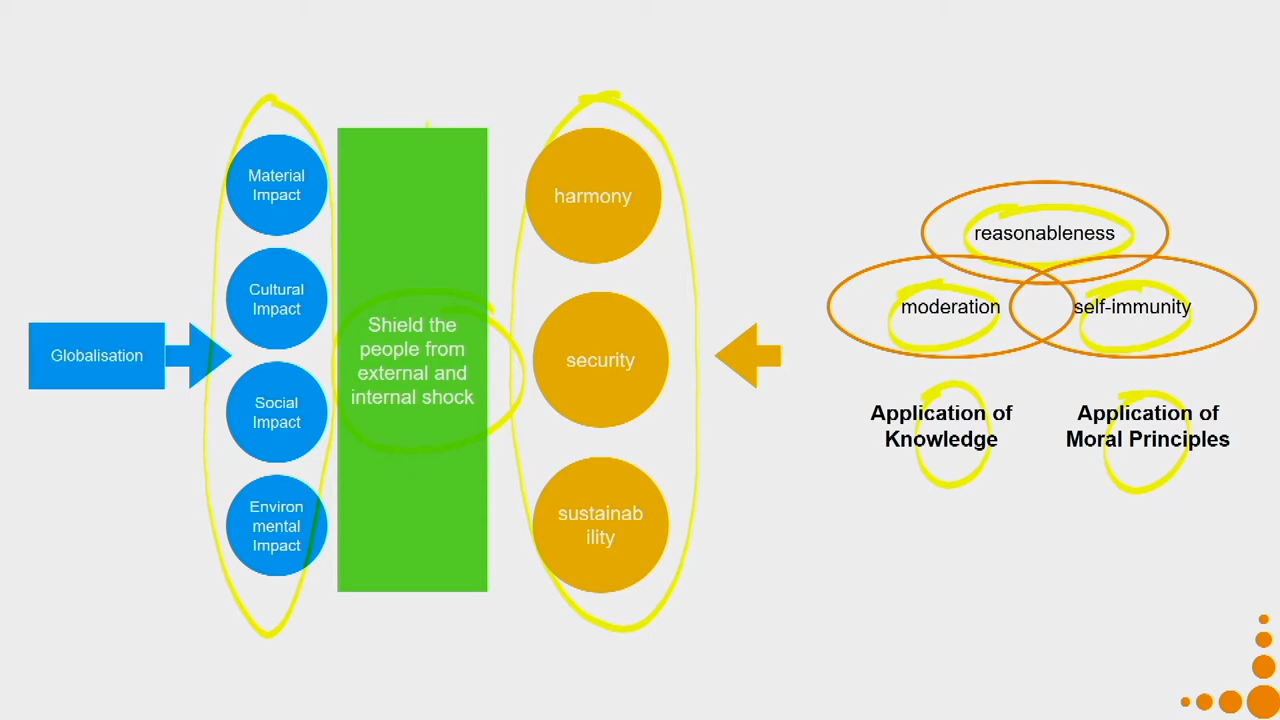 Globalisation
Material
Impact
Cultural
Impact
Social
Impact
Environ
mental
Impact
Shield the
people from
external and
internal shock
harmony
security
sustainab
ility
reasonableness
moderation
self-immunity
Application of
Knowledge
Application of
Moral Principles